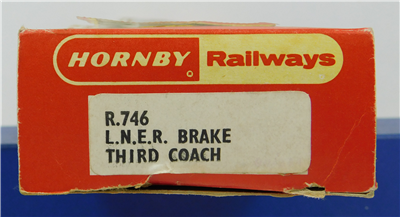 HORNBY Railways
R.746
L.N.E.R. BRAKE
THIRD COACH